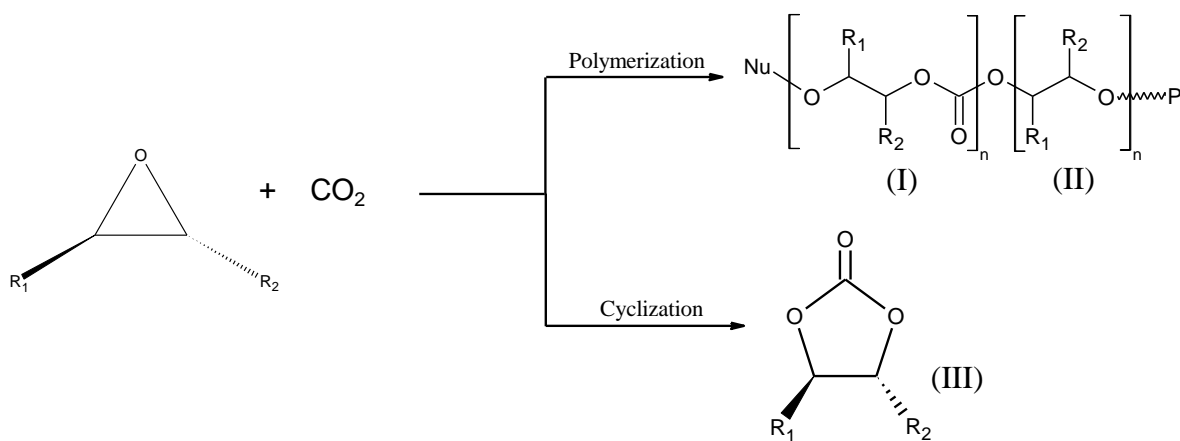 O
R1
R2
+
CO2
Polymerization
Nu
O
R1
R2
O
O
n
O
R1
R2
O
n
P
(I)
(II)
Cyclization
O
O
O
R1
R2
(III)